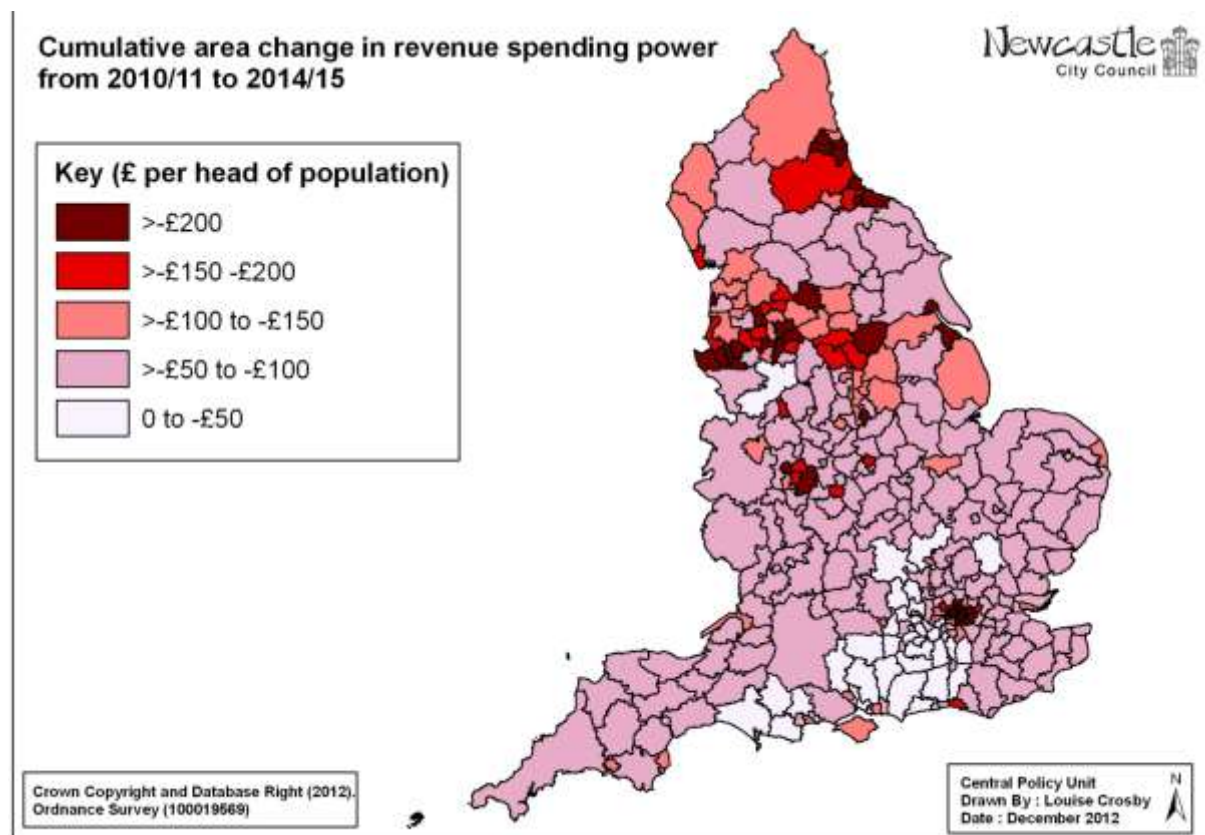 Cumulative area change in revenue spending power
from 2010/11 to 2014/15
Newcastle
City Council
Key (£ per head of population)
>-£200
>-£150 -£200
>-£100 to -£150
>-£50 to -£100
0 to -£50
Crown Copyright and Database Right (2012).
Ordnance Survey (100019569)
Central Policy Unit
Drawn By : Louise Crosby
Date : December 2012
N